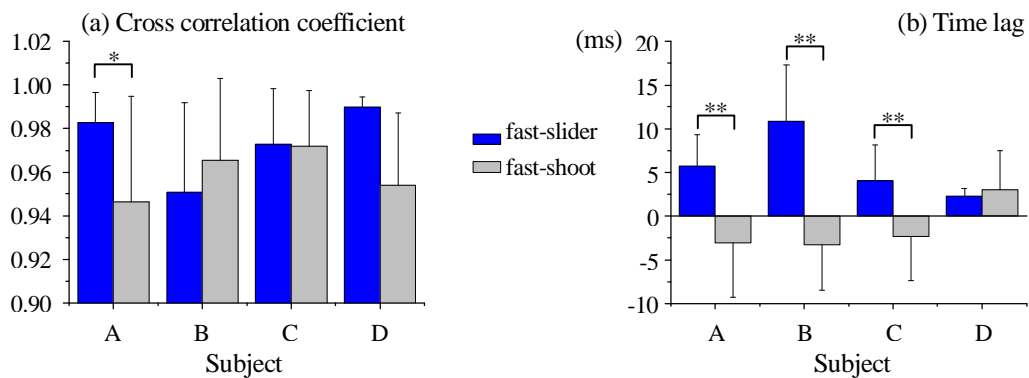 (a) Cross correlation coefficient
1.02
1.00
0.98
0.96
0.94
0.92
0.90
*
A B C D
Subject
fast-slider
fast-shoot
(b) Time lag
(ms)
20
15
10
5
0
-5
-10
**
**
**
A B C D
Subject